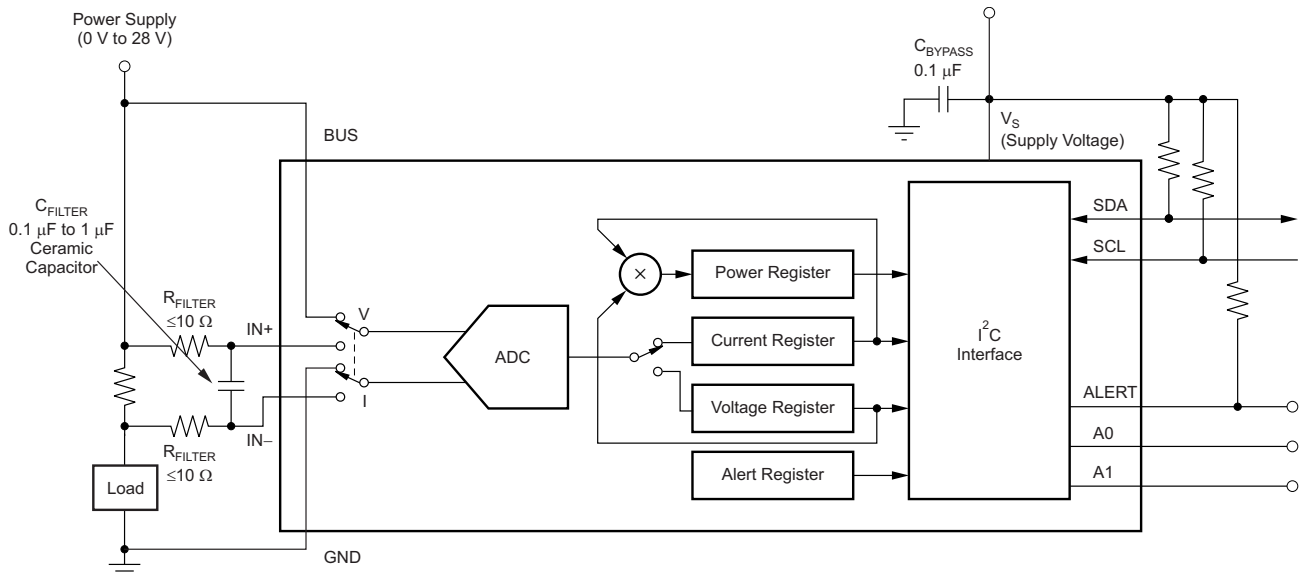 Power Supply
(0 V to 28 V)
C_BYPASS
0.1 μF
V_S
(Supply Voltage)
BUS
C_FILTER
0.1 μF to 1 μF
Ceramic
Capacitor
R_FILTER
≤10 Ω
IN+
V
I
IN–
R_FILTER
≤10 Ω
Load
GND
ADC
×
Power Register
Current Register
Voltage Register
Alert Register
I²C
Interface
SDA
SCL
ALERT
A0
A1